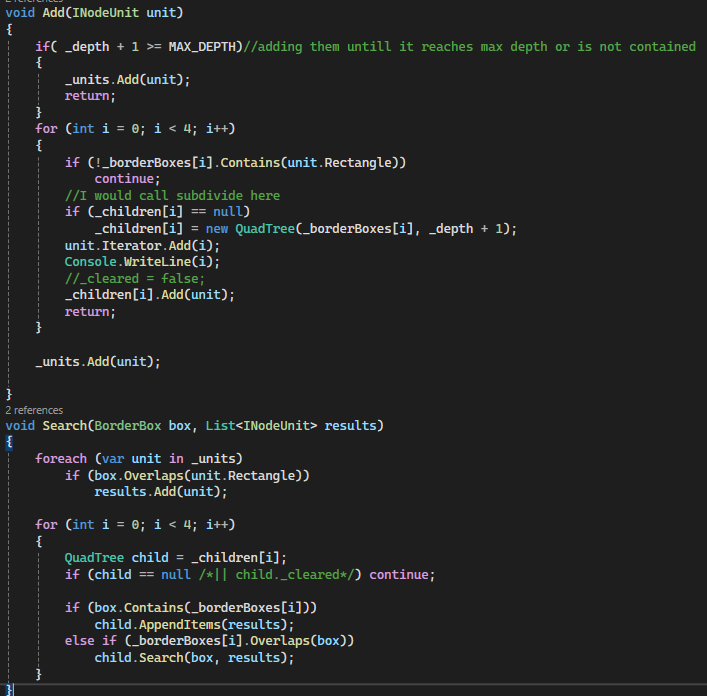 void Add(INodeUnit unit)
{
    if( _depth + 1 >= MAX_DEPTH)//adding them untill it reaches max depth or is not contained
    {
        _units.Add(unit);
        return;
    }
    for (int i = 0; i < 4; i++)
    {
        if (!_borderBoxes[i].Contains(unit.Rectangle))
            continue;
        //I would call subdivide here
        if (_children[i] == null)
            _children[i] = new QuadTree(_borderBoxes[i], _depth + 1);
        unit.Iterator.Add(i);
        Console.WriteLine(i);
        //_cleared = false;
        _children[i].Add(unit);
        return;
    }

    _units.Add(unit);

}
2 references
void Search(BorderBox box, List<INodeUnit> results)
{
    foreach (var unit in _units)
        if (box.Overlaps(unit.Rectangle))
            results.Add(unit);

    for (int i = 0; i < 4; i++)
    {
        QuadTree child = _children[i];
        if (child == null /*|| child._cleared*/) continue;

        if (box.Contains(_borderBoxes[i]))
            child.AppendItems(results);
        else if (_borderBoxes[i].Overlaps(box))
            child.Search(box, results);
    }
}